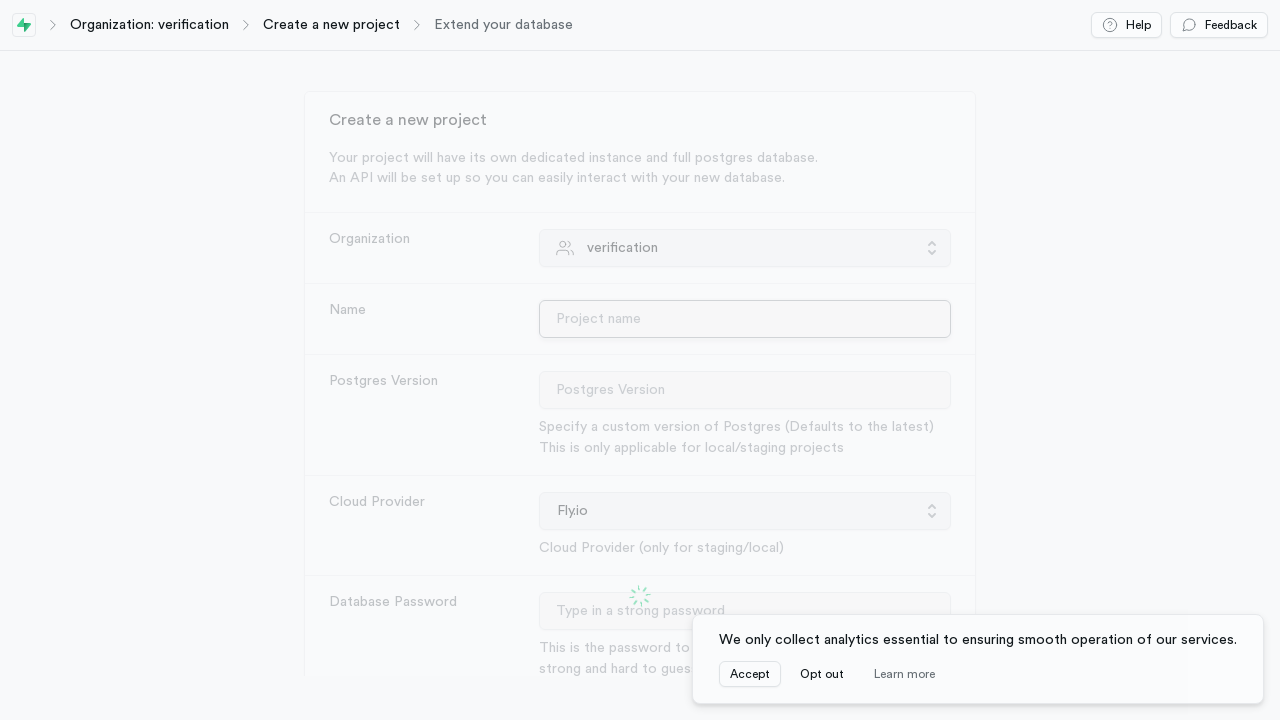 Organization: verification
Create a new project
Extend your database
Help
Feedback
Create a new project
Your project will have its own dedicated instance and full postgres database.
An API will be set up so you can easily interact with your new database.
Organization
verification
Name
Project name
Postgres Version
Postgres Version
Specify a custom version of Postgres (Defaults to the latest)
This is only applicable for local/staging projects
Cloud Provider
Fly.io
Cloud Provider (only for staging/local)
Database Password
Type in a strong password
This is the password to
strong and hard to gues
We only collect analytics essential to ensuring smooth operation of our services.
Accept
Opt out
Learn more